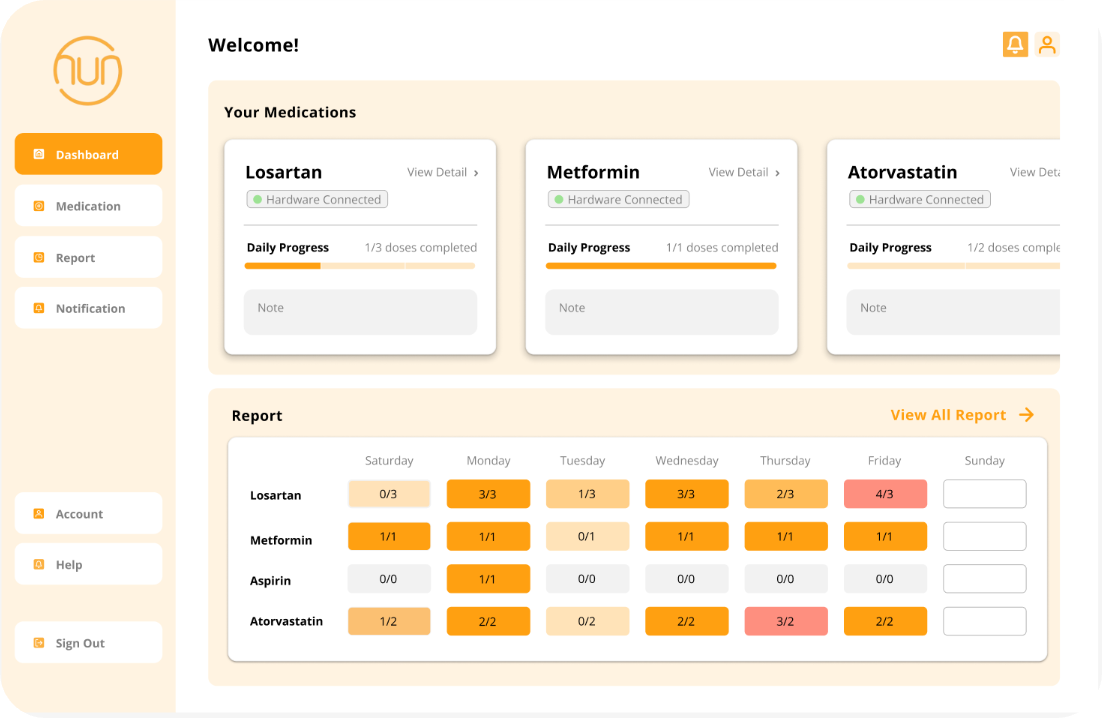 nun
Welcome!
Dashboard
Medication
Report
Notification
Account
Help
Sign Out
Your Medications
Losartan View Detail ›
Hardware Connected
Daily Progress 1/3 doses completed
Note
Metformin View Detail ›
Hardware Connected
Daily Progress 1/1 doses completed
Note
Atorvastatin View Deta
Hardware Connected
Daily Progress 1/2 doses comple
Note
Report View All Report →
Saturday Monday Tuesday Wednesday Thursday Friday Sunday
Losartan 0/3 3/3 1/3 3/3 2/3 4/3
Metformin 1/1 1/1 0/1 1/1 1/1 1/1
Aspirin 0/0 1/1 0/0 0/0 0/0 0/0
Atorvastatin 1/2 2/2 0/2 2/2 3/2 2/2